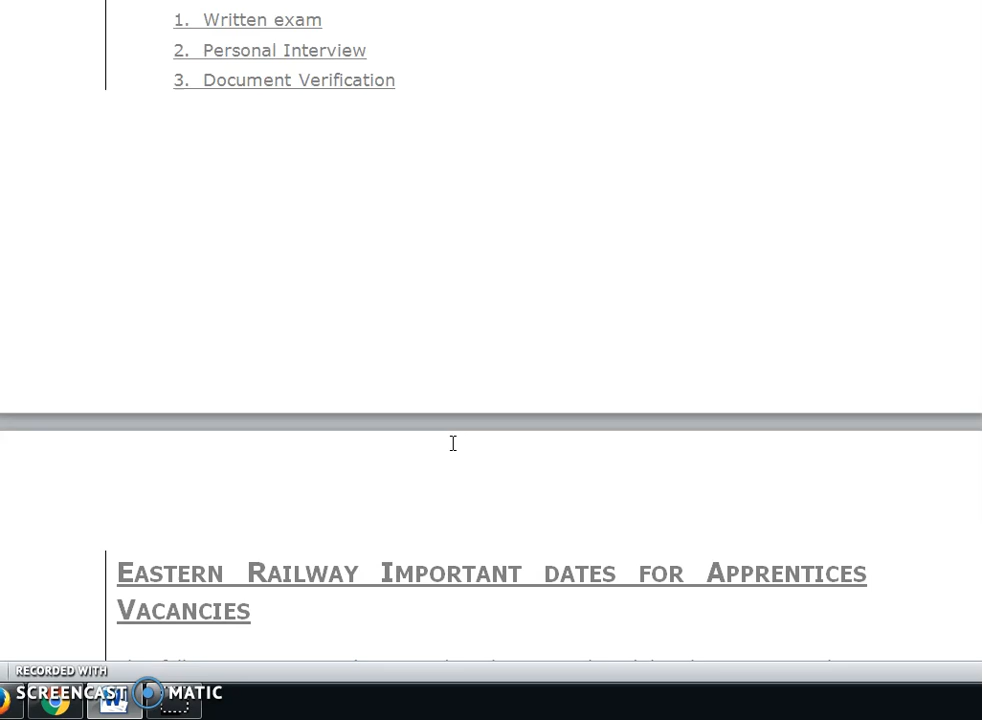 1. Written exam
2. Personal Interview
3. Document Verification
EASTERN RAILWAY IMPORTANT DATES FOR APPRENTICES
VACANCIES
RECORDED WITH
SCREENCAST MATIC